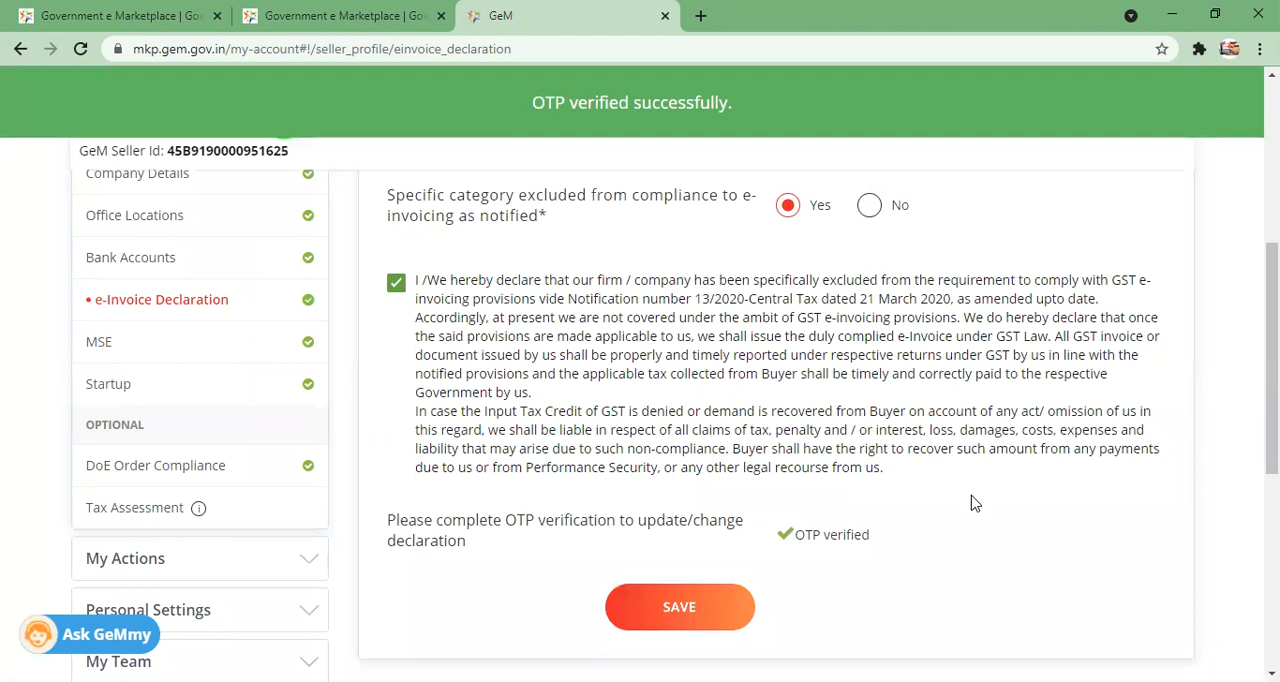 Government e Marketplace | Go
Government e Marketplace | Go
GeM
mkp.gem.gov.in/my-account#!/seller_profile/einvoice_declaration
OTP verified successfully.
GeM Seller Id: 45B9190000951625
Company Details
Office Locations
Bank Accounts
• e-Invoice Declaration
MSE
Startup
OPTIONAL
DoE Order Compliance
Tax Assessment
My Actions
Personal Settings
Ask GeMmy
My Team
Specific category excluded from compliance to e-
invoicing as notified*
Yes
No
I /We hereby declare that our firm / company has been specifically excluded from the requirement to comply with GST e-
invoicing provisions vide Notification number 13/2020-Central Tax dated 21 March 2020, as amended upto date.
Accordingly, at present we are not covered under the ambit of GST e-invoicing provisions. We do hereby declare that once
the said provisions are made applicable to us, we shall issue the duly complied e-Invoice under GST Law. All GST invoice or
document issued by us shall be properly and timely reported under respective returns under GST by us in line with the
notified provisions and the applicable tax collected from Buyer shall be timely and correctly paid to the respective
Government by us.
In case the Input Tax Credit of GST is denied or demand is recovered from Buyer on account of any act/ omission of us in
this regard, we shall be liable in respect of all claims of tax, penalty and / or interest, loss, damages, costs, expenses and
liability that may arise due to such non-compliance. Buyer shall have the right to recover such amount from any payments
due to us or from Performance Security, or any other legal recourse from us.
Please complete OTP verification to update/change
declaration
OTP verified
SAVE